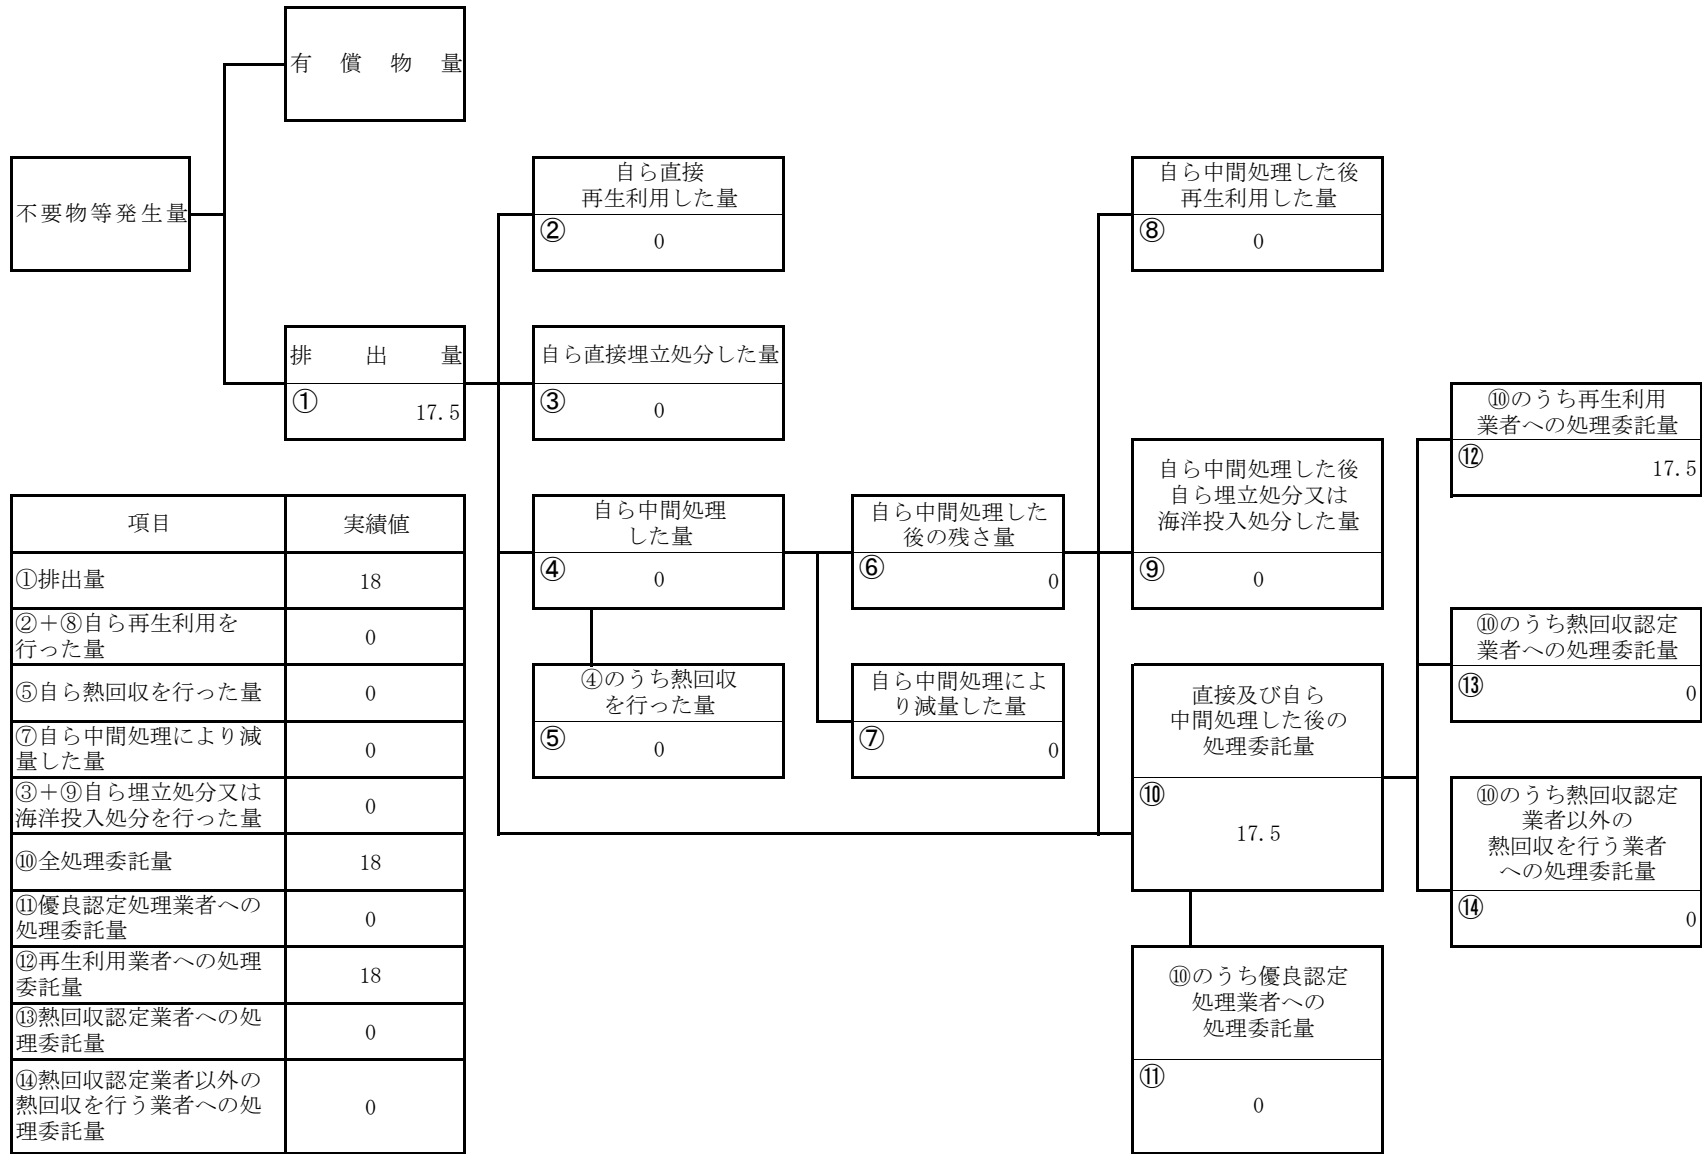 有償物量
不要物等発生量
排出量
①
17.5
自ら直接
再生利用した量
②
0
自ら直接埋立処分した量
③
0
自ら中間処理
した量
④
0
④のうち熱回収
を行った量
⑤
0
自ら中間処理した
後の残さ量
⑥
0
自ら中間処理によ
り減量した量
⑦
0
自ら中間処理した後
再生利用した量
⑧
0
自ら中間処理した後
自ら埋立処分又は
海洋投入処分した量
⑨
0
直接及び自ら
中間処理した後の
処理委託量
⑩
17.5
⑩のうち優良認定
処理業者への
処理委託量
⑪
0
⑩のうち再生利用
業者への処理委託量
⑫
17.5
⑩のうち熱回収認定
業者への処理委託量
⑬
0
⑩のうち熱回収認定
業者以外の
熱回収を行う業者
への処理委託量
⑭
0
項目 実績値
①排出量 18
②＋⑧自ら再生利用を
行った量 0
⑤自ら熱回収を行った量 0
⑦自ら中間処理により減
量した量 0
③＋⑨自ら埋立処分又は
海洋投入処分を行った量 0
⑩全処理委託量 18
⑪優良認定処理業者への
処理委託量 0
⑫再生利用業者への処理
委託量 18
⑬熱回収認定業者への処
理委託量 0
⑭熱回収認定業者以外の
熱回収を行う業者への処
理委託量 0